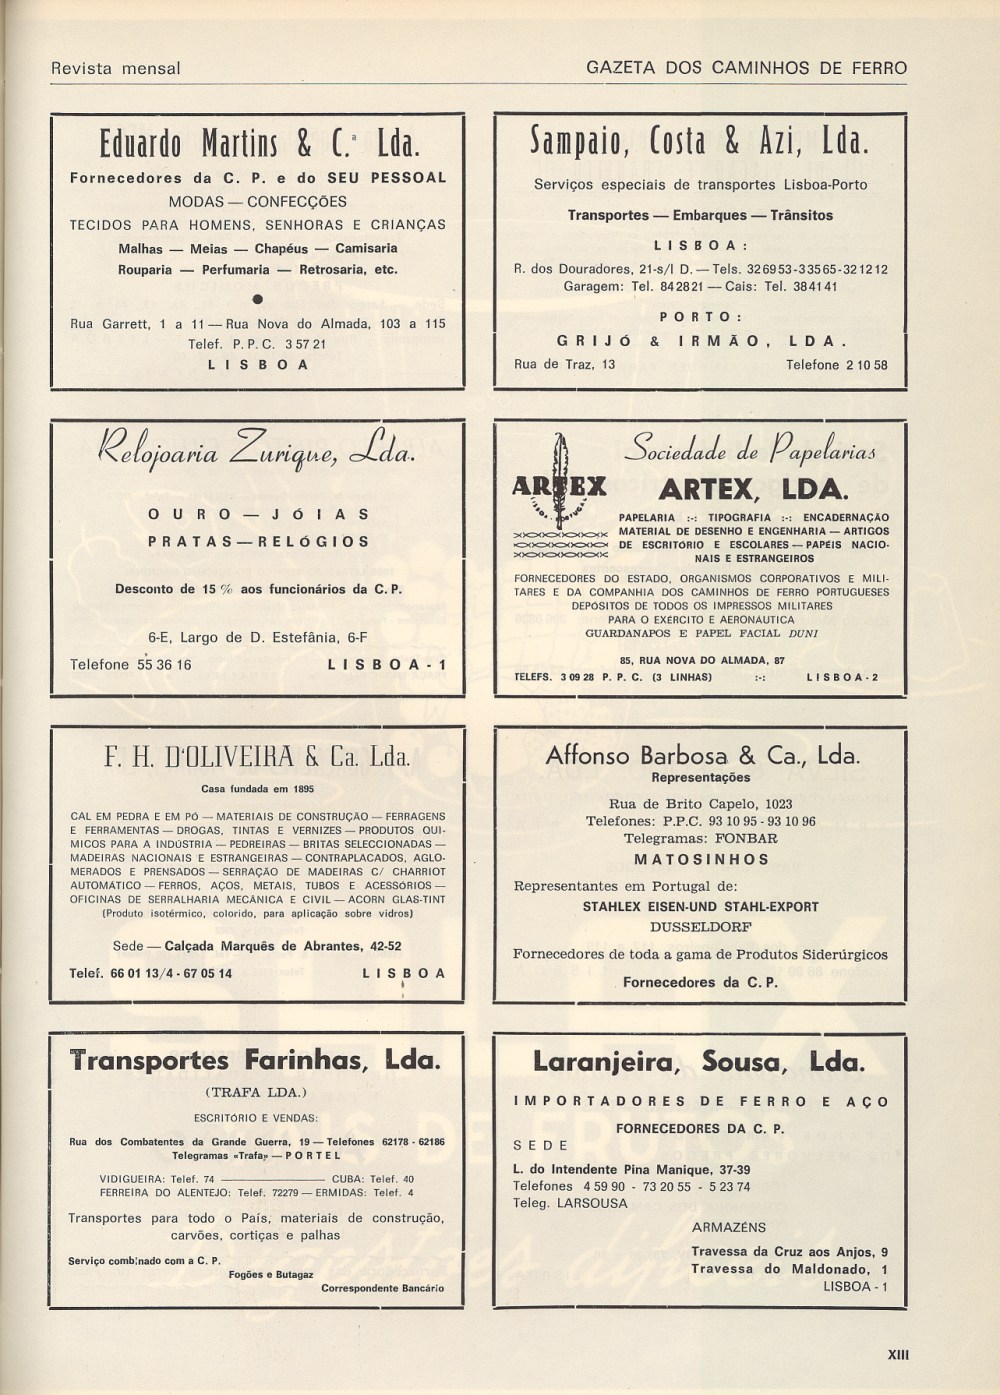 Revista mensal
GAZETA DOS CAMINHOS DE FERRO
Eduardo Martins & C.ª Lda.
Fornecedores da C. P. e do SEU PESSOAL
MODAS — CONFECÇÕES
TECIDOS PARA HOMENS, SENHORAS E CRIANÇAS
Malhas — Meias — Chapéus — Camisaria
Rouparia — Perfumaria — Retrosaria, etc.
Rua Garrett, 1 a 11 — Rua Nova do Almada, 103 a 115
Telef. P. P. C. 3 57 21
LISBOA
Sampaio, Costa & Azi, Lda.
Serviços especiais de transportes Lisboa-Porto
Transportes — Embarques — Trânsitos
LISBOA:
R. dos Douradores, 21-s/l D. — Tels. 326953-33565-321212
Garagem: Tel. 842821 — Cais: Tel. 384141
PORTO:
GRIJÓ & IRMÃO, LDA.
Rua de Traz, 13 Telefone 2 10 58
Relojoaria Zurique, Lda.
OURO — JÓIAS
PRATAS — RELÓGIOS
Desconto de 15 % aos funcionários da C. P.
6-E, Largo de D. Estefânia, 6-F
Telefone 55 36 16 LISBOA - 1
ARTEX
LISBOA PORTUGAL
Sociedade de Papelarias
ARTEX, LDA.
PAPELARIA :-: TIPOGRAFIA :-: ENCADERNAÇÃO
MATERIAL DE DESENHO E ENGENHARIA — ARTIGOS
DE ESCRITÓRIO E ESCOLARES — PAPÉIS NACIO-
NAIS E ESTRANGEIROS
FORNECEDORES DO ESTADO, ORGANISMOS CORPORATIVOS E MILI-
TARES E DA COMPANHIA DOS CAMINHOS DE FERRO PORTUGUESES
DEPÓSITOS DE TODOS OS IMPRESSOS MILITARES
PARA O EXÉRCITO E AERONÁUTICA
GUARDANAPOS E PAPEL FACIAL DUNI
85, RUA NOVA DO ALMADA, 87
TELEFS. 3 09 28 P. P. C. (3 LINHAS) :-: LISBOA - 2
F. H. D'OLIVEIRA & Ca. Lda.
Casa fundada em 1895
CAL EM PEDRA E EM PÓ — MATERIAIS DE CONSTRUÇÃO — FERRAGENS
E FERRAMENTAS — DROGAS, TINTAS E VERNIZES — PRODUTOS QUI-
MICOS PARA A INDÚSTRIA — PEDREIRAS — BRITAS SELECCIONADAS —
MADEIRAS NACIONAIS E ESTRANGEIRAS — CONTRAPLACADOS, AGLO-
MERADOS E PRENSADOS — SERRAÇÃO DE MADEIRAS C/ CHARRIOT
AUTOMÁTICO — FERROS, AÇOS, METAIS, TUBOS E ACESSÓRIOS —
OFICINAS DE SERRALHARIA MECÂNICA E CIVIL — ACORN GLAS-TINT
(Produto isotérmico, colorido, para aplicação sobre vidros)
Sede — Calçada Marquês de Abrantes, 42-52
Telef. 66 01 13/4 - 67 05 14 LISBOA
Affonso Barbosa & Ca., Lda.
Representações
Rua de Brito Capelo, 1023
Telefones: P.P.C. 93 10 95 - 93 10 96
Telegramas: FONBAR
MATOSINHOS
Representantes em Portugal de:
STAHLEX EISEN-UND STAHL-EXPORT
DUSSELDORF
Fornecedores de toda a gama de Produtos Siderúrgicos
Fornecedores da C. P.
Transportes Farinhas, Lda.
(TRAFA LDA.)
ESCRITÓRIO E VENDAS:
Rua dos Combatentes da Grande Guerra, 19 — Telefones 62178 - 62186
Telegramas «Trafa» — PORTEL
VIDIGUEIRA: Telef. 74 — CUBA: Telef. 40
FERREIRA DO ALENTEJO: Telef. 72279 — ERMIDAS: Telef. 4
Transportes para todo o País, materiais de construção,
carvões, cortiças e palhas
Serviço combinado com a C. P.
Fogões e Butagaz
Correspondente Bancário
Laranjeira, Sousa, Lda.
IMPORTADORES DE FERRO E AÇO
FORNECEDORES DA C. P.
SEDE
L. do Intendente Pina Manique, 37-39
Telefones 4 59 90 - 73 20 55 - 5 23 74
Teleg. LARSOUSA
ARMAZÉNS
Travessa da Cruz aos Anjos, 9
Travessa do Maldonado, 1
LISBOA - 1
XIII